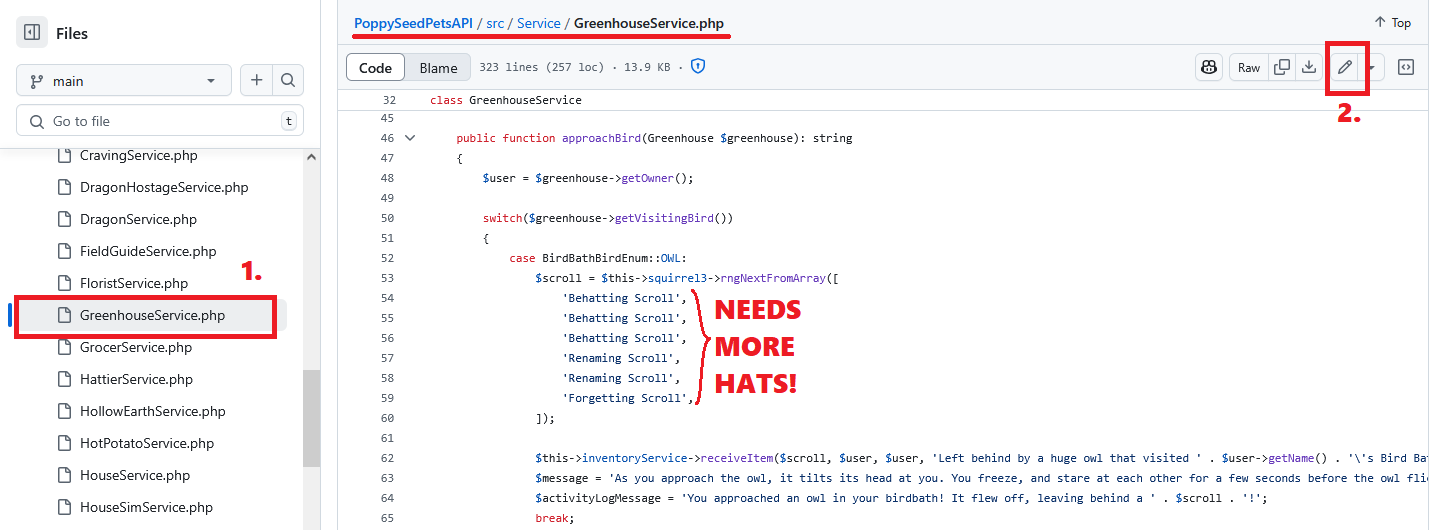 Files
main
Go to file
t
CravingService.php
DragonHostageService.php
DragonService.php
FieldGuideService.php
1.
FloristService.php
GreenhouseService.php
GrocerService.php
HattierService.php
HollowEarthService.php
HotPotatoService.php
HouseService.php
HouseSimService.php
PoppySeedPetsAPI / src / Service / GreenhouseService.php
Top
Code
Blame
323 lines (257 loc) · 13.9 KB ·
Raw
2.
32 class GreenhouseService
45
46 public function approachBird(Greenhouse $greenhouse): string
47 {
48 $user = $greenhouse->getOwner();
49
50 switch($greenhouse->getVisitingBird())
51 {
52 case BirdBathBirdEnum::OWL:
53 $scroll = $this->squirrel3->rngNextFromArray([
54 'Behatting Scroll',
55 'Behatting Scroll',
56 'Behatting Scroll',
57 'Renaming Scroll',
58 'Renaming Scroll',
59 'Forgetting Scroll',
NEEDS
MORE
HATS!
60 ]);
61
62 $this->inventoryService->receiveItem($scroll, $user, $user, 'Left behind by a huge owl that visited ' . $user->getName() . '\'s Bird Bat
63 $message = 'As you approach the owl, it tilts its head at you. You freeze, and stare at each other for a few seconds before the owl flie
64 $activityLogMessage = 'You approached an owl in your birdbath! It flew off, leaving behind a ' . $scroll . '!';
65 break;